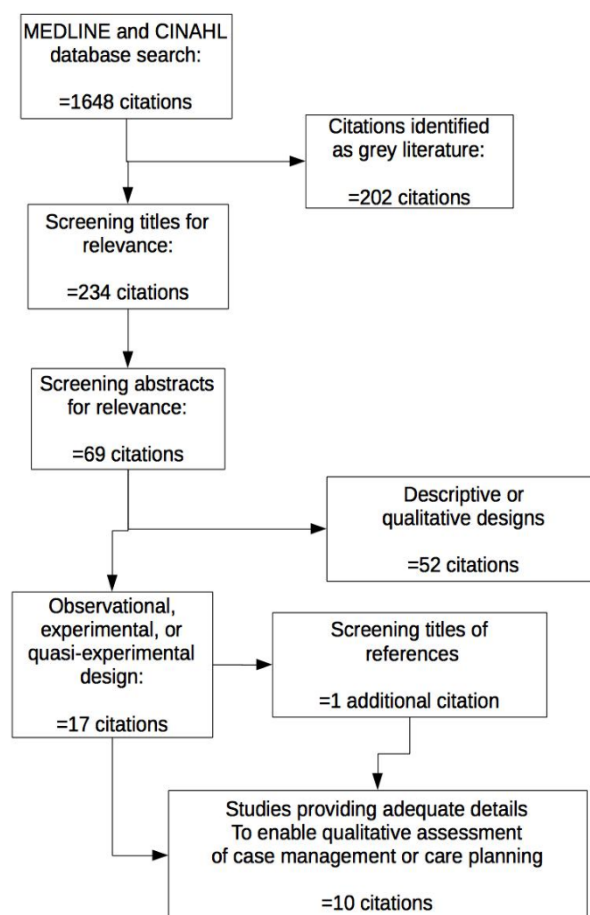 MEDLINE and CINAHL
database search:
=1648 citations
Citations identified
as grey literature:
=202 citations
Screening titles for
relevance:
=234 citations
Screening abstracts
for relevance:
=69 citations
Descriptive or
qualitative designs
=52 citations
Observational,
experimental, or
quasi-experimental
design:
=17 citations
Screening titles of
references
=1 additional citation
Studies providing adequate details
To enable qualitative assessment
of case management or care planning
=10 citations